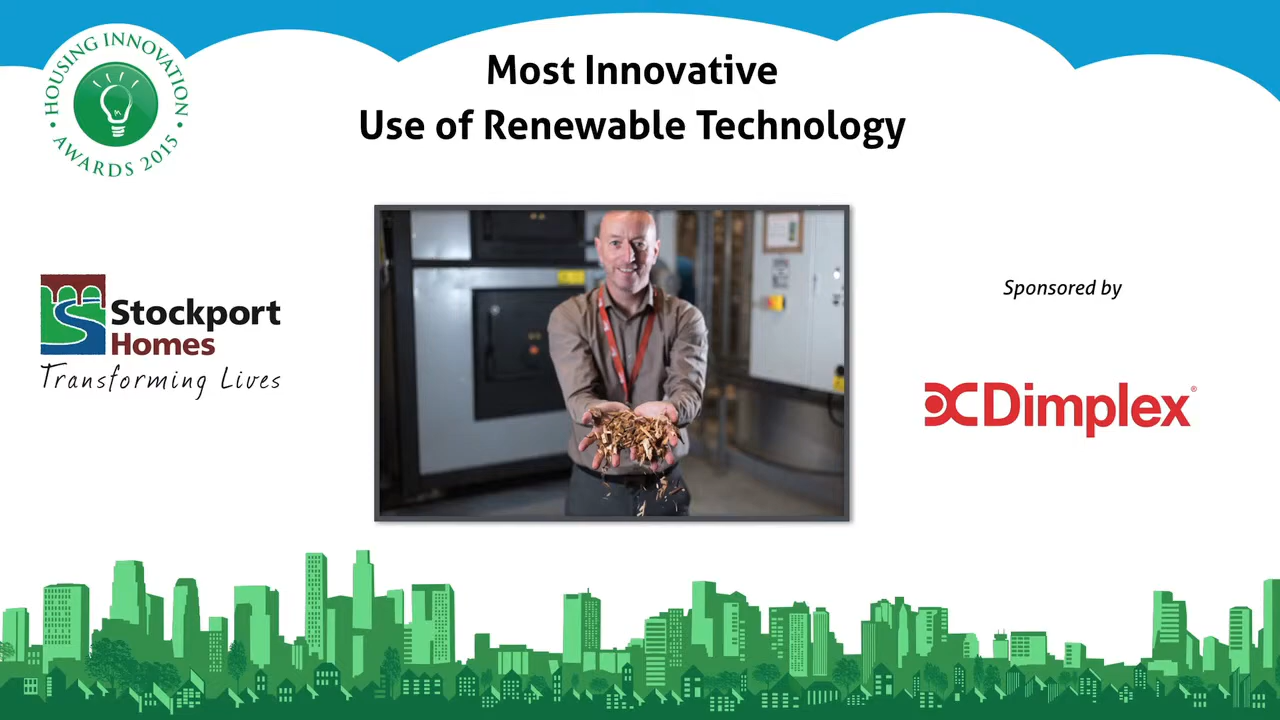 HOUSING INNOVATION
• AWARDS 2015 •
Most Innovative
Use of Renewable Technology
Stockport
Homes
Transforming Lives
Sponsored by
Dimplex®